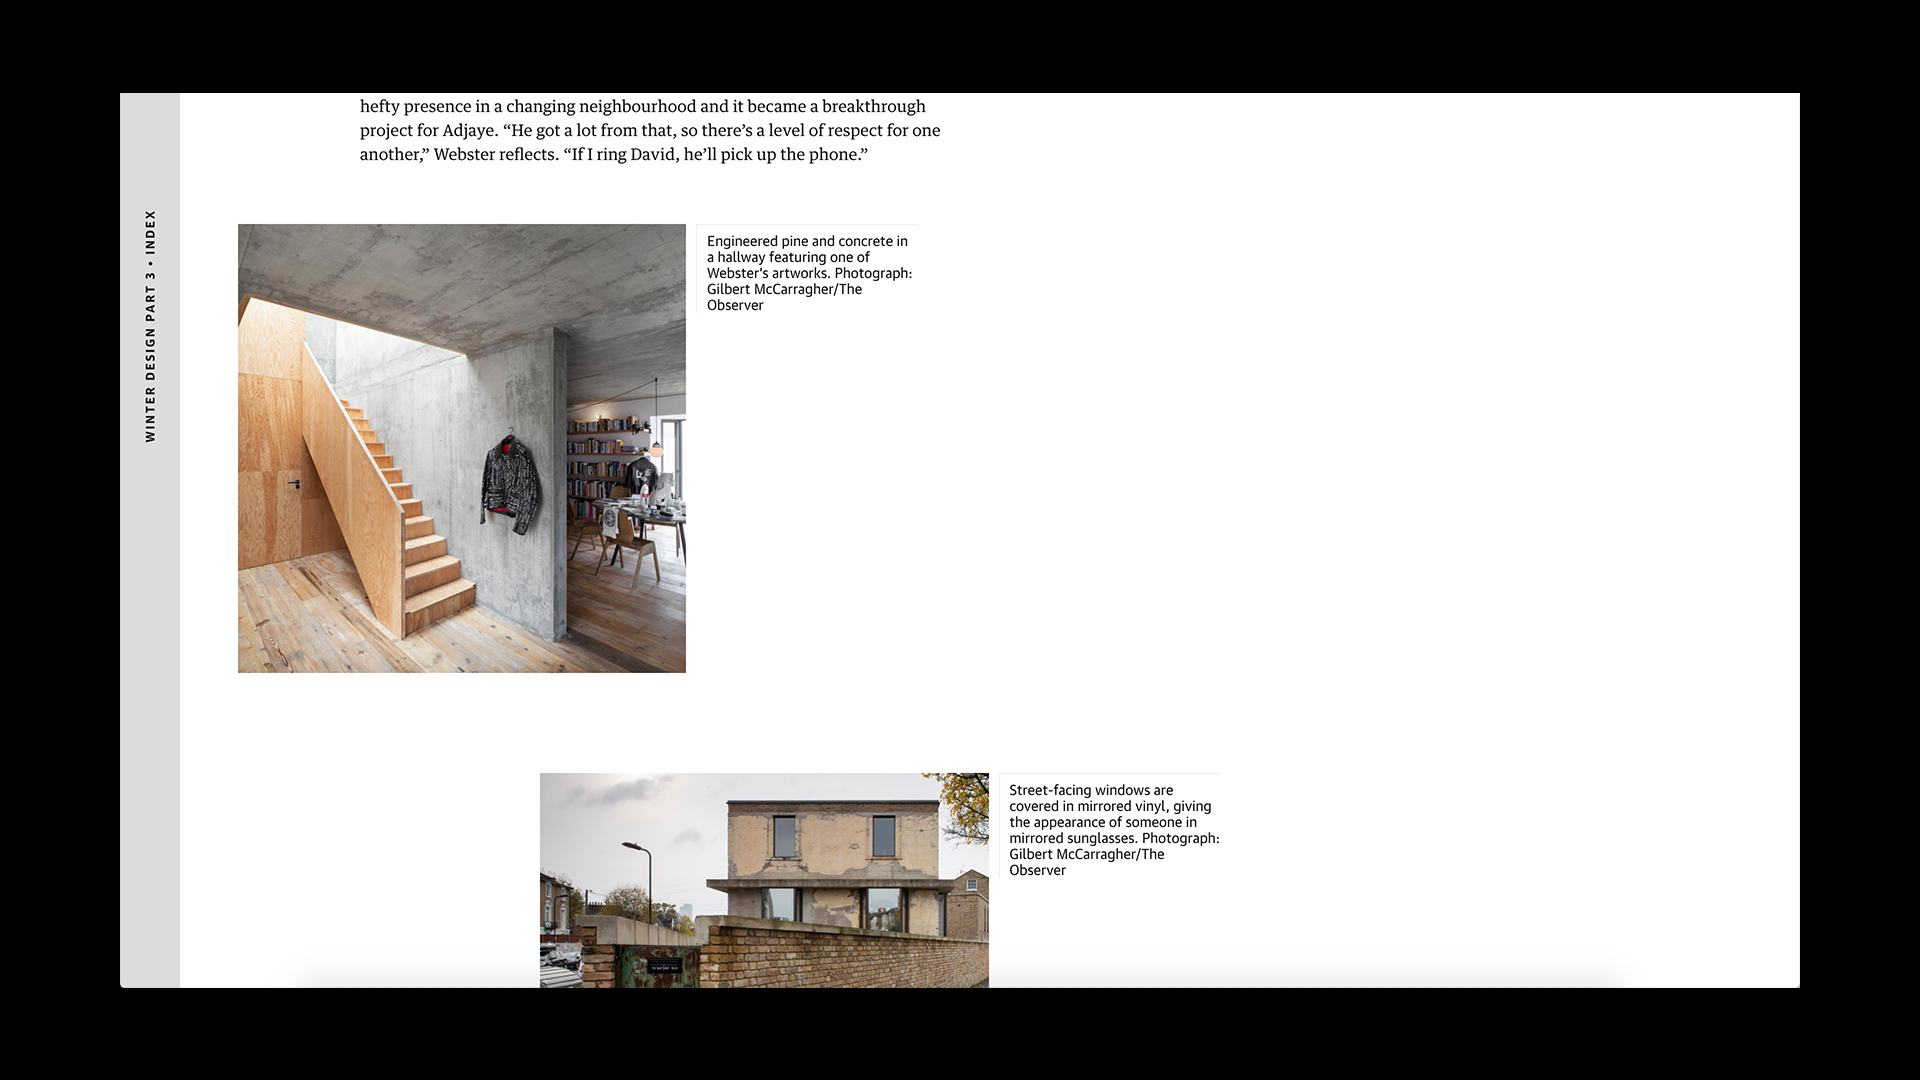 hefty presence in a changing neighbourhood and it became a breakthrough
project for Adjaye. “He got a lot from that, so there’s a level of respect for one
another,” Webster reflects. “If I ring David, he’ll pick up the phone.”
WINTER DESIGN PART 3 • INDEX
Engineered pine and concrete in
a hallway featuring one of
Webster's artworks. Photograph:
Gilbert McCarragher/The
Observer
Street-facing windows are
covered in mirrored vinyl, giving
the appearance of someone in
mirrored sunglasses. Photograph:
Gilbert McCarragher/The
Observer